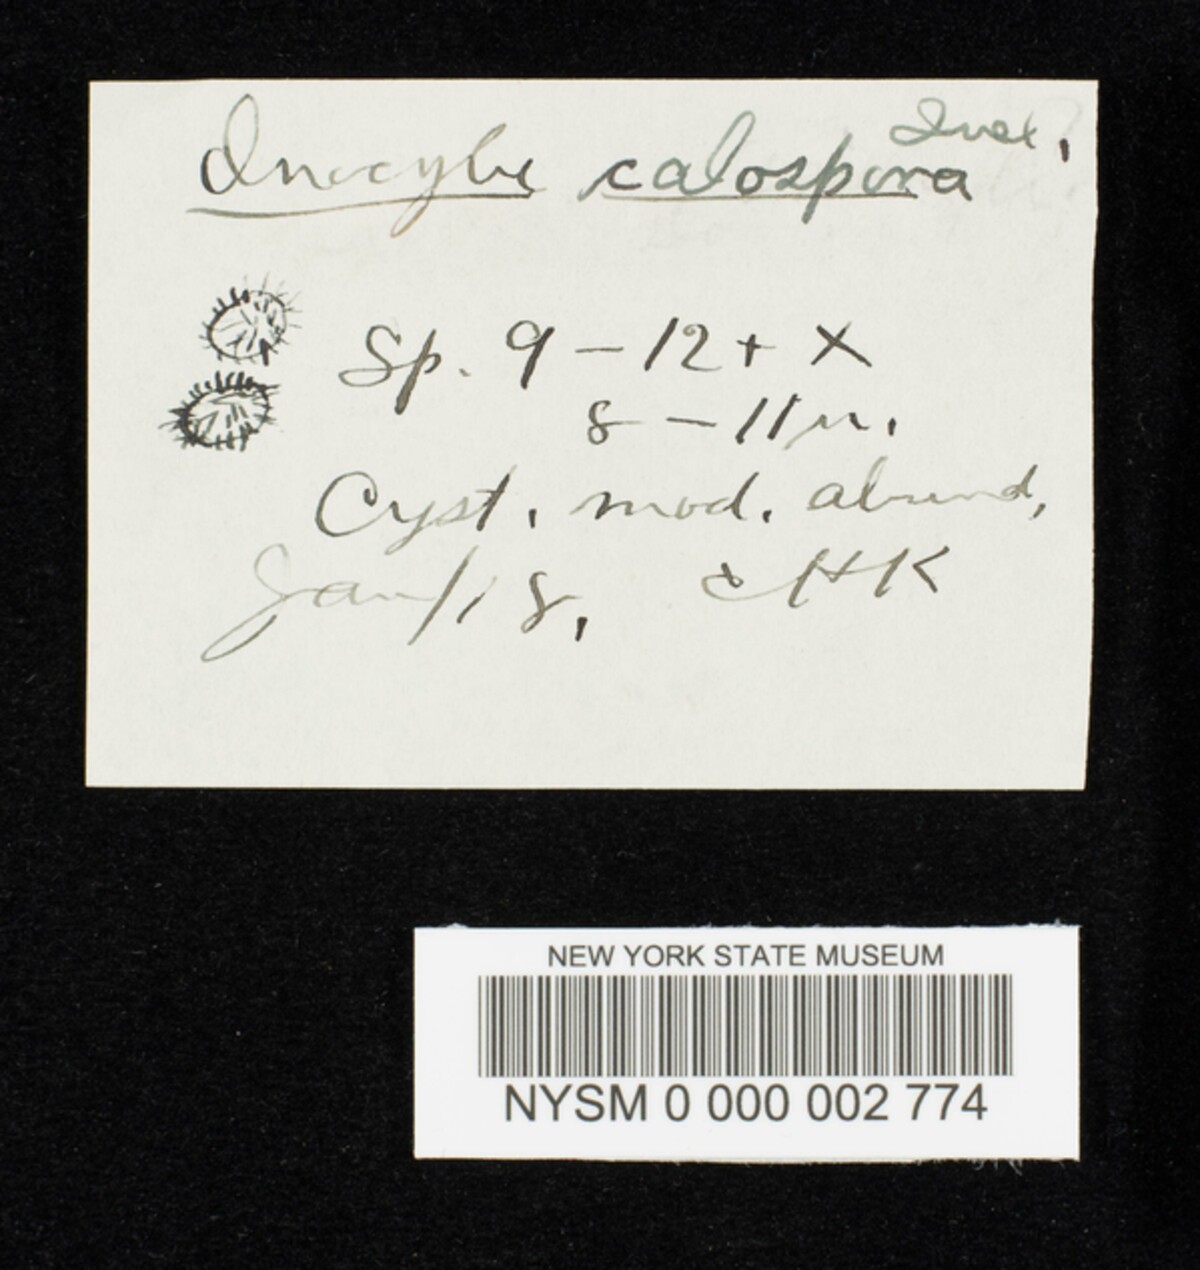 Inocybe calospora Quel.
Sp. 9 – 12+ X
8 – 11 µ.
Cyst. mod. abund.
Jan/18. CHK
NEW YORK STATE MUSEUM
NYSM 0 000 002 774